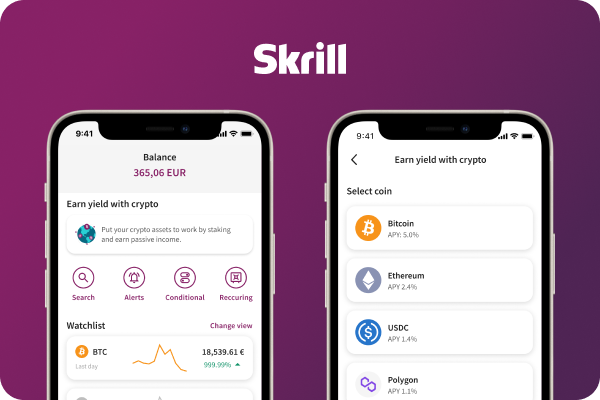 Skrill
9:41
Balance
365,06 EUR
Earn yield with crypto
Put your crypto assets to work by staking
and earn passive income.
Search
Alerts
Conditional
Reccuring
Watchlist
Change view
BTC
18,539.61 €
Last day
999.99%
9:41
Earn yield with crypto
Select coin
Bitcoin
APY: 5.0%
Ethereum
APY 2.4%
USDC
APY 1.4%
Polygon
APY 1.1%